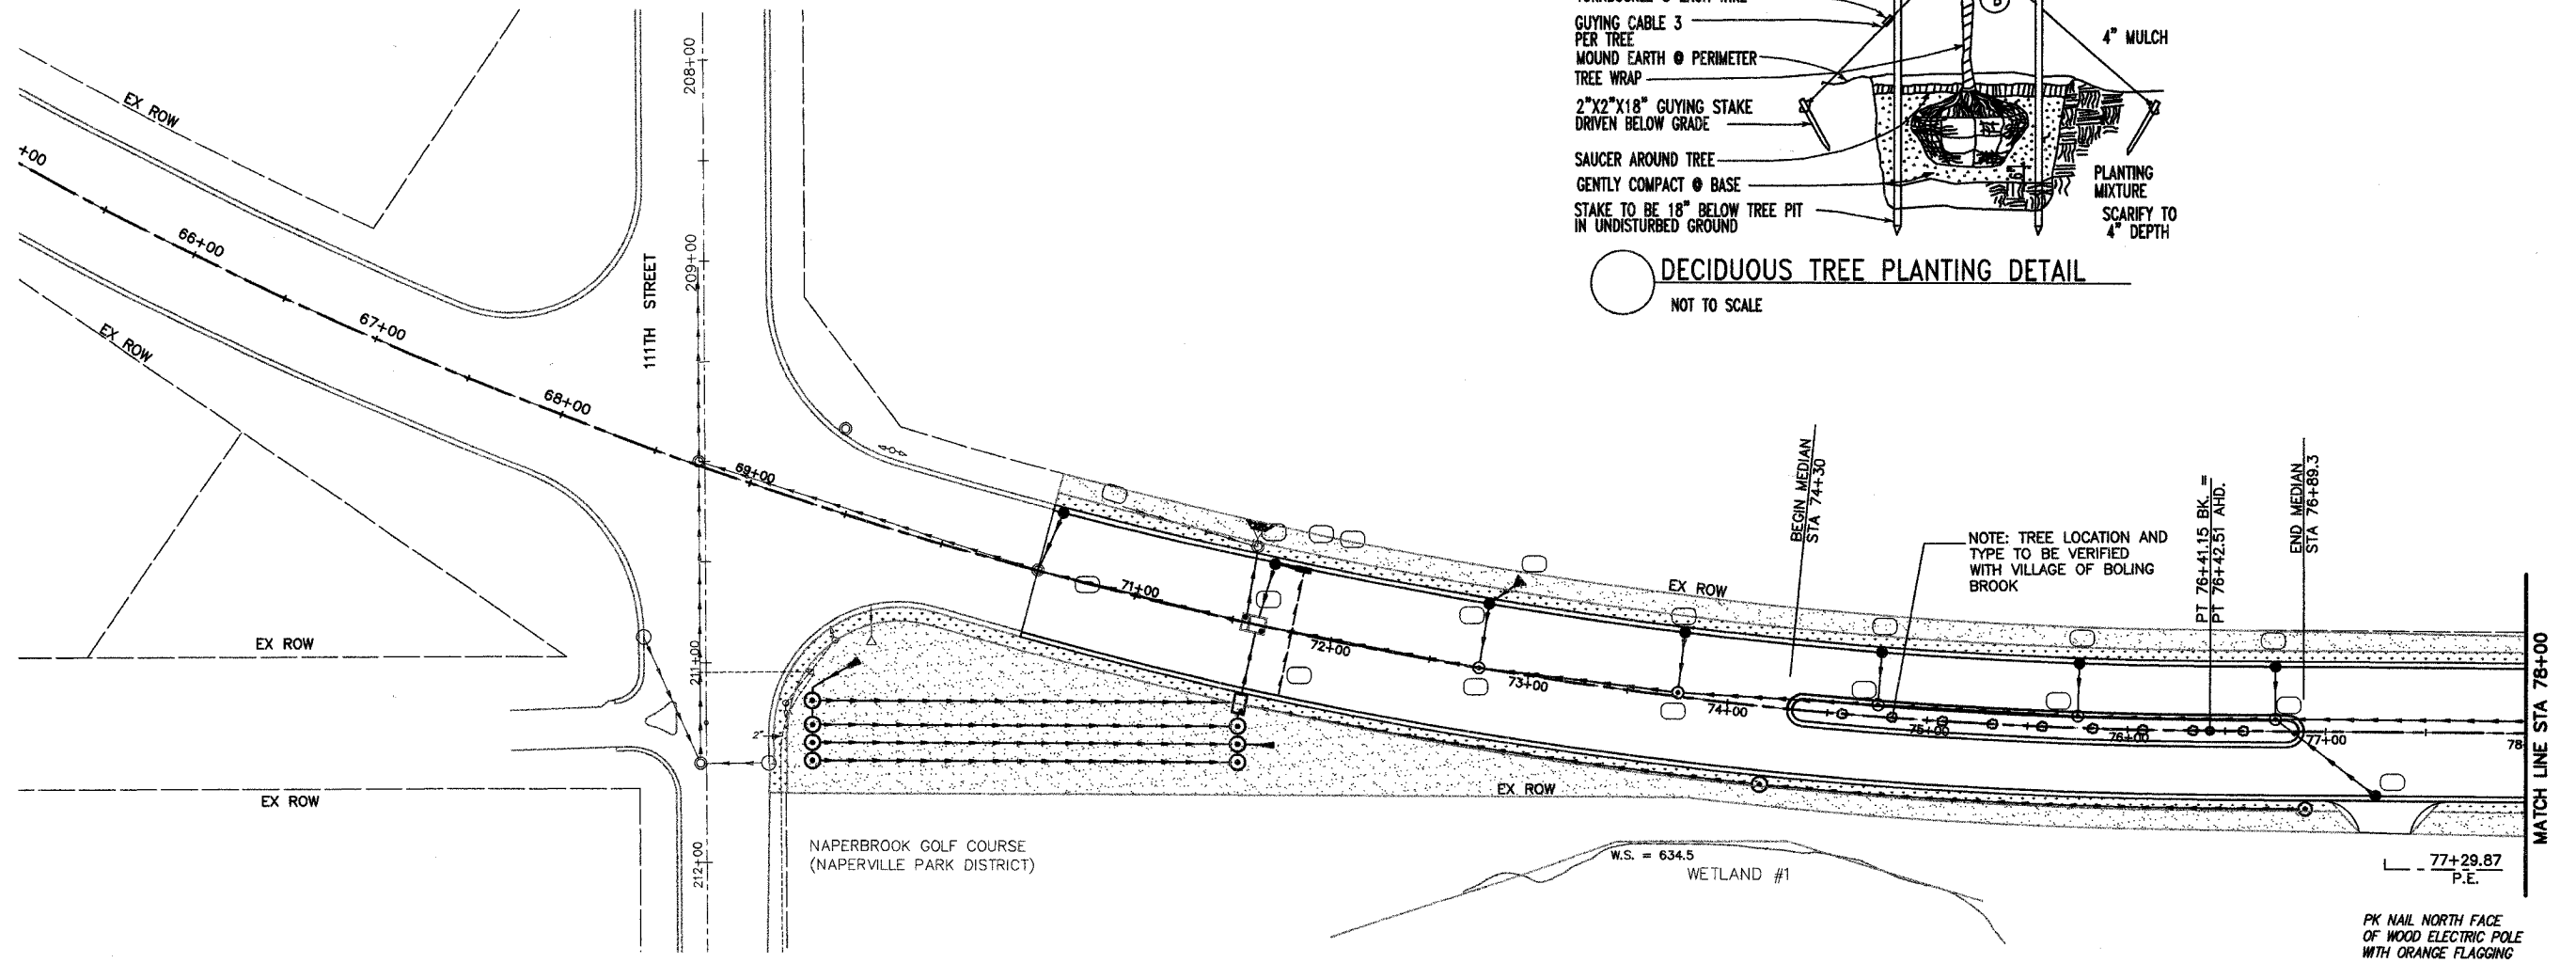 GUYING CABLE 3
PER TREE
MOUND EARTH @ PERIMETER
TREE WRAP
2"X2"X18" GUYING STAKE
DRIVEN BELOW GRADE
SAUCER AROUND TREE
GENTLY COMPACT @ BASE
STAKE TO BE 18" BELOW TREE PIT
IN UNDISTURBED GROUND
4" MULCH
6"
PLANTING
MIXTURE
SCARIFY TO
4" DEPTH
DECIDUOUS TREE PLANTING DETAIL
NOT TO SCALE
EX ROW
+00
66+00
67+00
68+00
69+00
EX ROW
208+00
209+00
111TH STREET
EX ROW
EX ROW
211+00
212+00
2"
71+00
72+00
73+00
74+00
75+00
76+00
77+00
78
BEGIN MEDIAN
STA 74+30
NOTE: TREE LOCATION AND
TYPE TO BE VERIFIED
WITH VILLAGE OF BOLING
BROOK
PT 76+41.15 BK. =
PT 76+42.51 AHD.
END MEDIAN
STA 76+89.3
EX ROW
EX ROW
MATCH LINE STA 78+00
NAPERBROOK GOLF COURSE
(NAPERVILLE PARK DISTRICT)
W.S. = 634.5
WETLAND #1
77+29.87
P.E.
PK NAIL NORTH FACE
OF WOOD ELECTRIC POLE
WITH ORANGE FLAGGING